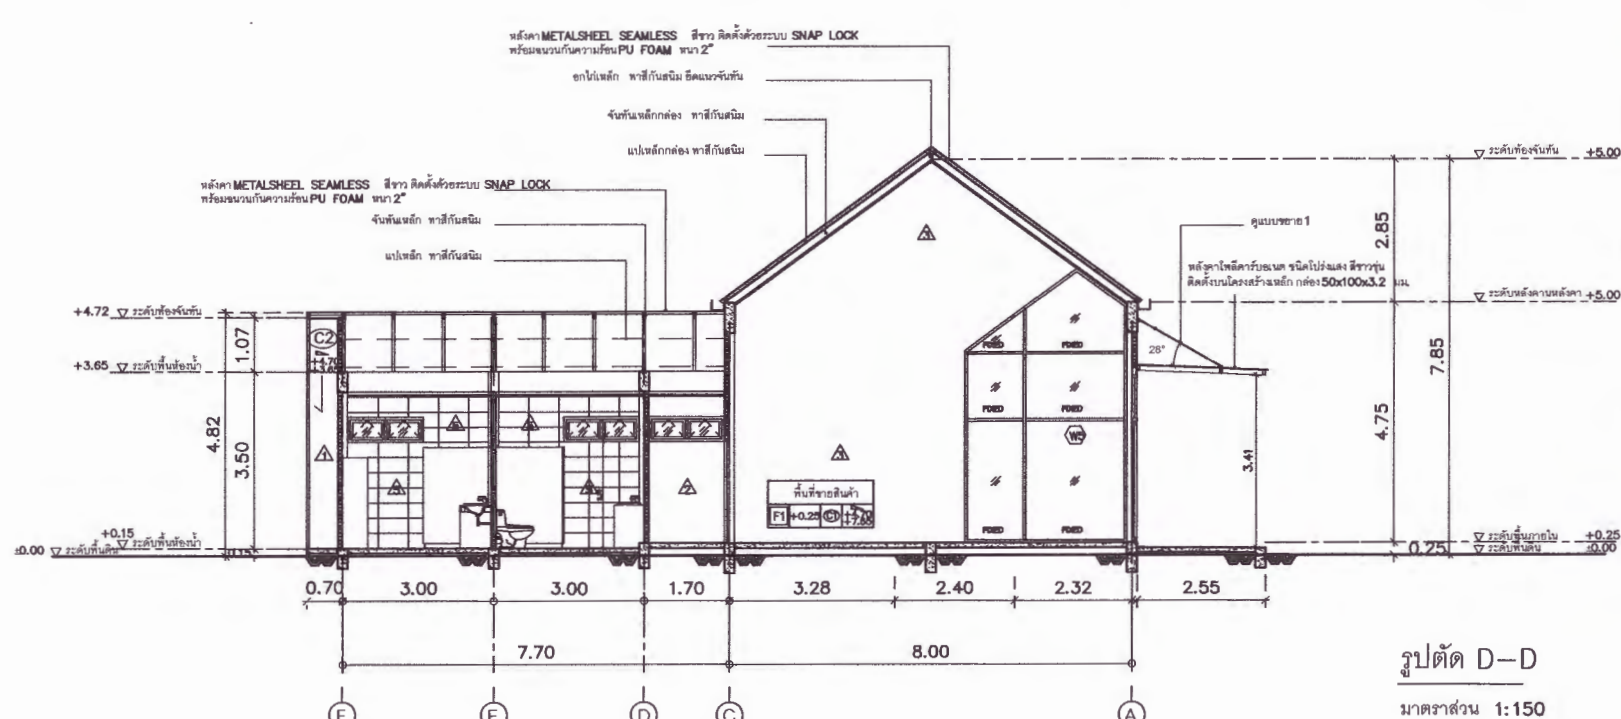 หลังคา METALSHEEL SEAMLESS สีขาว ติดตั้งด้วยระบบ SNAP LOCK
พร้อมฉนวนกันความร้อน PU FOAM หนา 2"
อกไก่เหล็ก ทาสีกันสนิม ยึดแนวจันทัน
จันทันเหล็กกล่อง ทาสีกันสนิม
แปเหล็กกล่อง ทาสีกันสนิม
ระดับท้องจันทัน +5.00
หลังคา METALSHEEL SEAMLESS สีขาว ติดตั้งด้วยระบบ SNAP LOCK
พร้อมฉนวนกันความร้อน PU FOAM หนา 2"
จันทันเหล็ก ทาสีกันสนิม
แปเหล็ก ทาสีกันสนิม
ดูแบบขยาย 1
หลังคาโพลีคาร์บอเนต ชนิดโปร่งแสง สีขาวขุ่น
ติดตั้งบนโครงสร้างเหล็ก กล่อง 50x100x3.2 มม.
ระดับหลังคานหลังคา +5.00
2.85
7.85
4.75
+4.72 ระดับท้องจันทัน
+3.65 ระดับพื้นห้องน้ำ
1.07
4.82
3.50
C2
28°
3.41
FIXED FIXED
FIXED FIXED
W5
FIXED FIXED
1
2
พื้นที่ขายสินค้า
F1 +0.25 C1
+0.15 ระดับพื้นห้องน้ำ
±0.00 ระดับพื้นดิน
ระดับพื้นภายใน +0.25
ระดับพื้นดิน ±0.00
0.25
0.70 3.00 3.00 1.70 3.28 2.40 2.32 2.55
7.70 8.00
F E D C A
รูปตัด D-D
มาตราส่วน 1:150